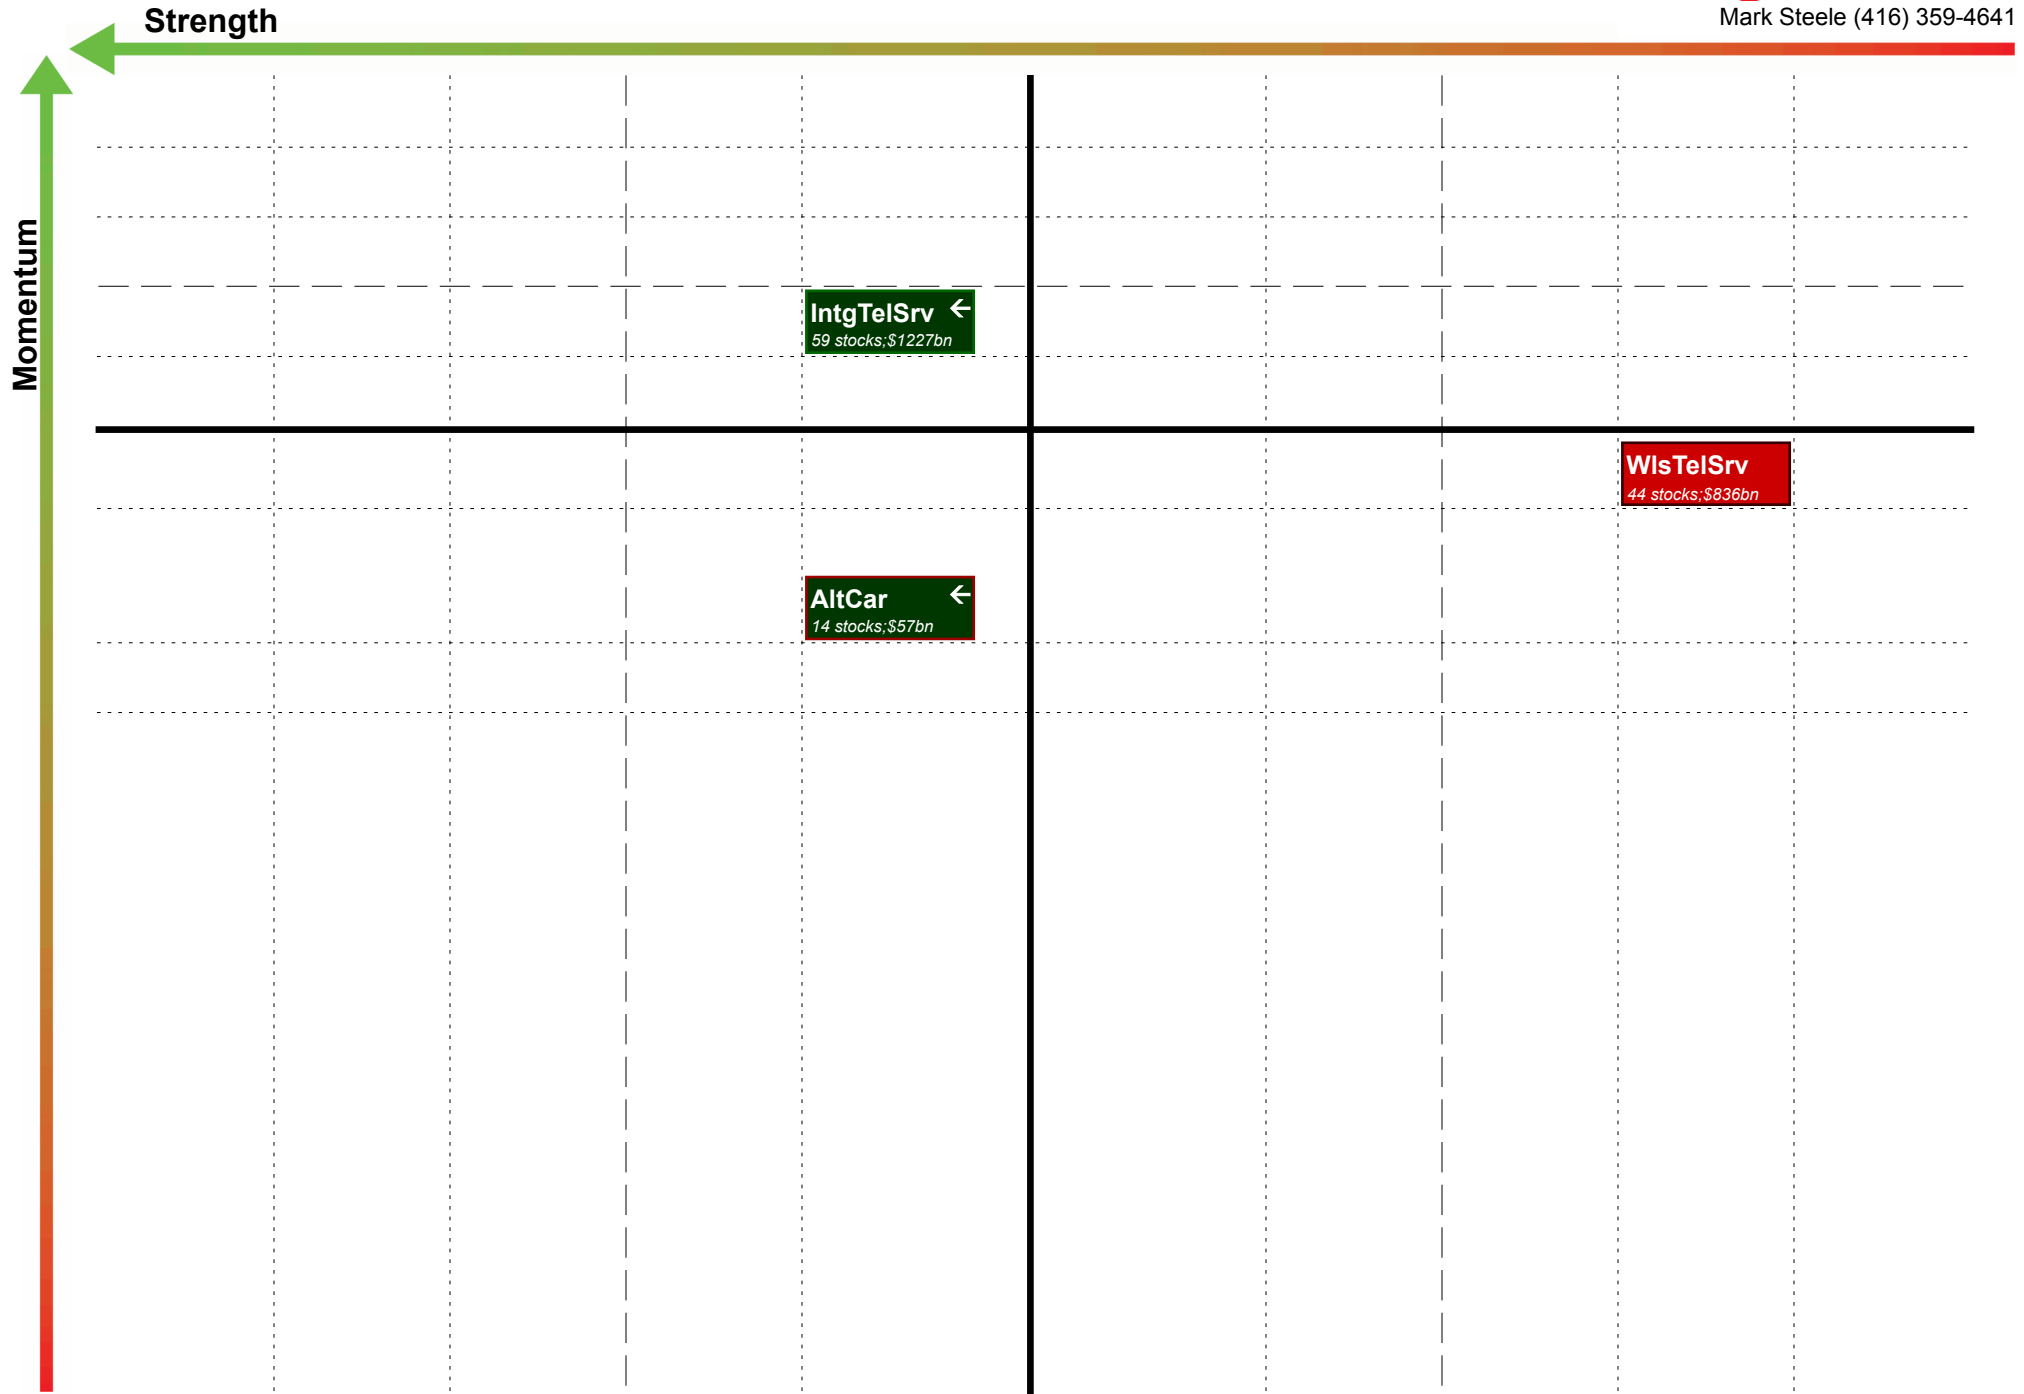 Strength
Mark Steele (416) 359-4641
Momentum
IntgTelSrv
59 stocks;$1227bn
WlsTelSrv
44 stocks;$836bn
AltCar
14 stocks;$57bn